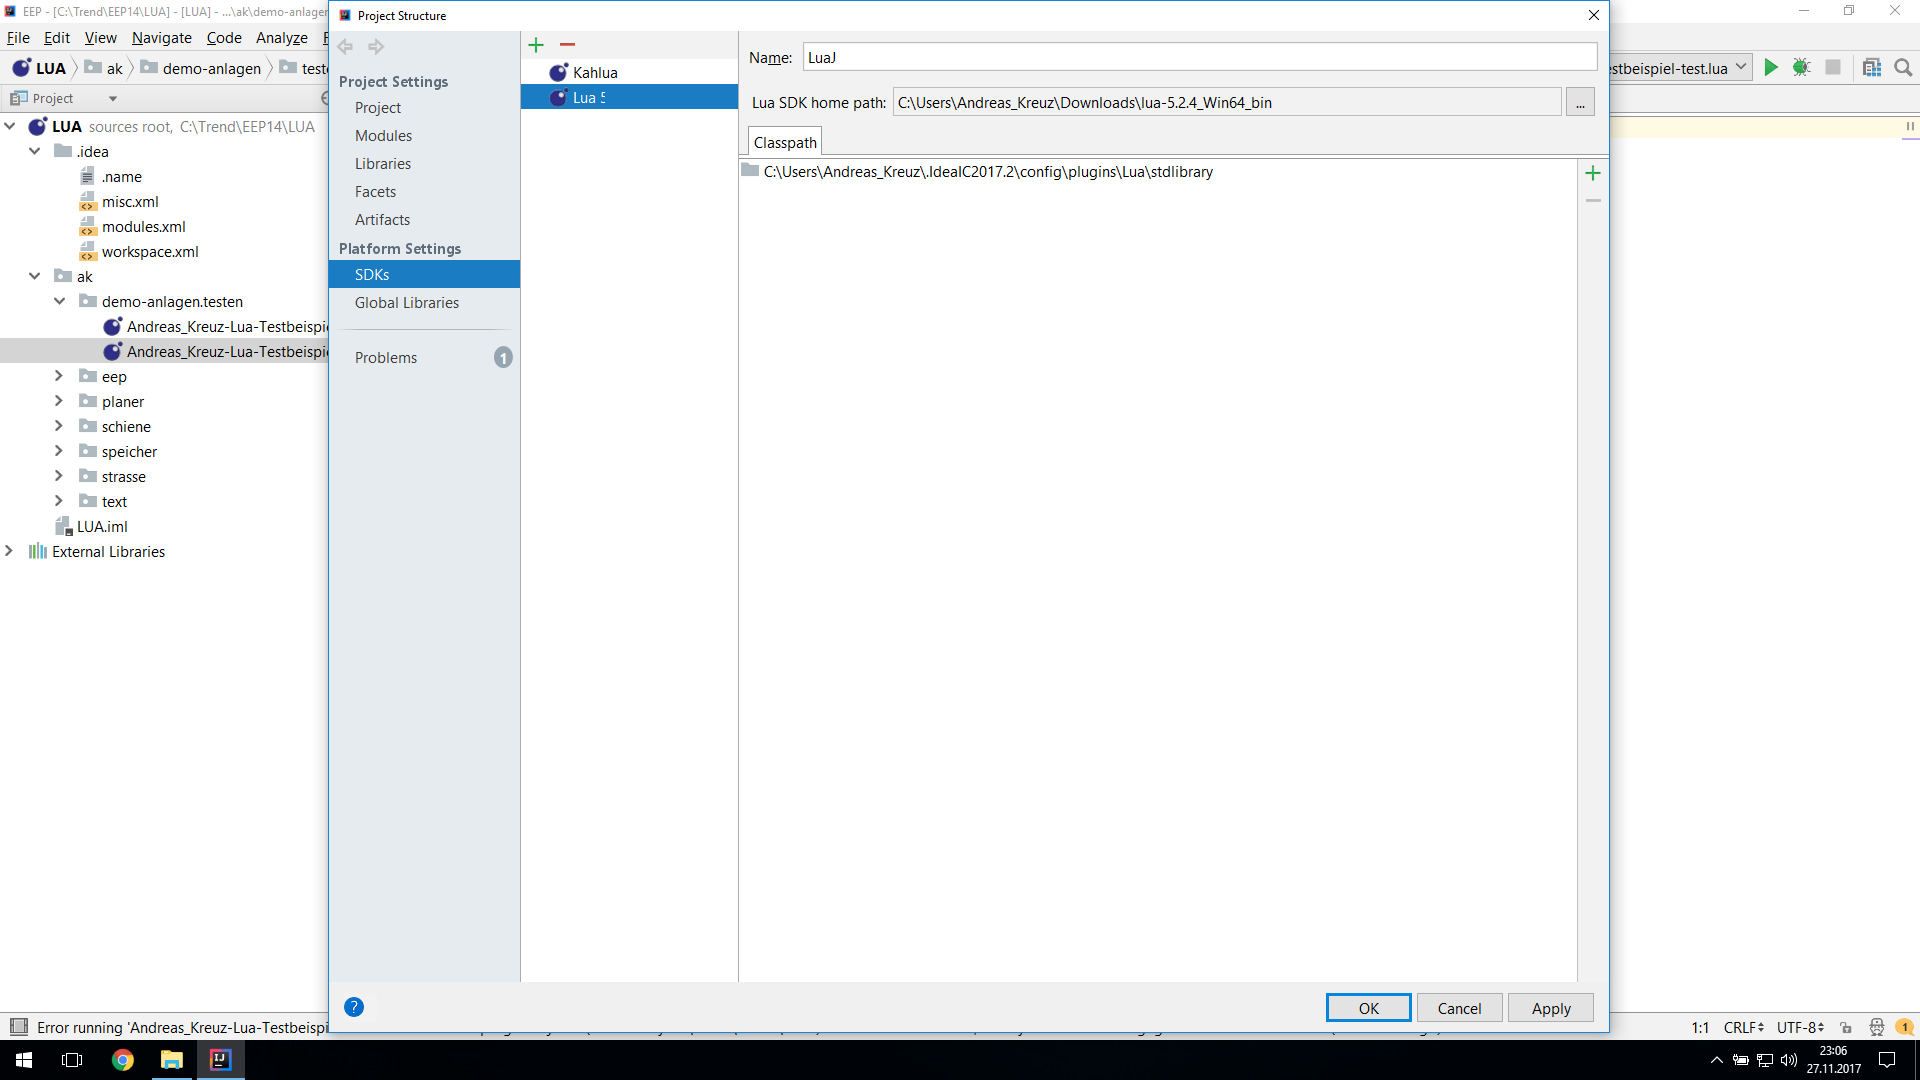 EEP - [C:\Trend\EEP14\LUA] - [LUA] - ...\ak\demo-anlagen
File Edit View Navigate Code Analyze
LUA ak demo-anlagen
Project
LUA sources root, C:\Trend\EEP14\LUA
.idea
.name
misc.xml
modules.xml
workspace.xml
ak
demo-anlagen.testen
Andreas_Kreuz-Lua-Testbeispie
Andreas_Kreuz-Lua-Testbeispie
eep
planer
schiene
speicher
strasse
text
LUA.iml
External Libraries
Project Structure
Project Settings
Project
Modules
Libraries
Facets
Artifacts
Platform Settings
SDKs
Global Libraries
Problems 1
Kahlua
Lua 5
Name: LuaJ
Lua SDK home path: C:\Users\Andreas_Kreuz\Downloads\lua-5.2.4_Win64_bin ...
Classpath
C:\Users\Andreas_Kreuz\.IdeaIC2017.2\config\plugins\Lua\stdlibrary
? OK Cancel Apply
stbeispiel-test.lua
Error running 'Andreas_Kreuz-Lua-Testbeispi
1:1 CRLF UTF-8 1
23:06
27.11.2017